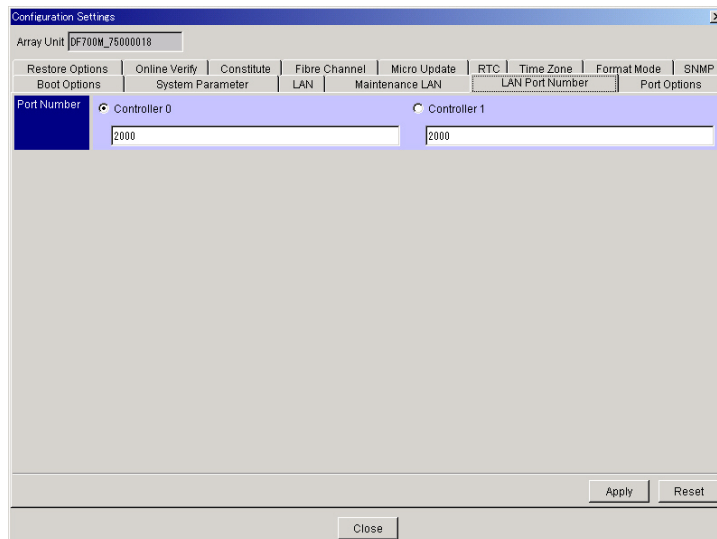 Configuration Settings
Array Unit DF700M_75000018
Restore Options Online Verify Constitute Fibre Channel Micro Update RTC Time Zone Format Mode SNMP
Boot Options System Parameter LAN Maintenance LAN LAN Port Number Port Options
Port Number Controller 0 Controller 1
2000 2000
Apply Reset
Close